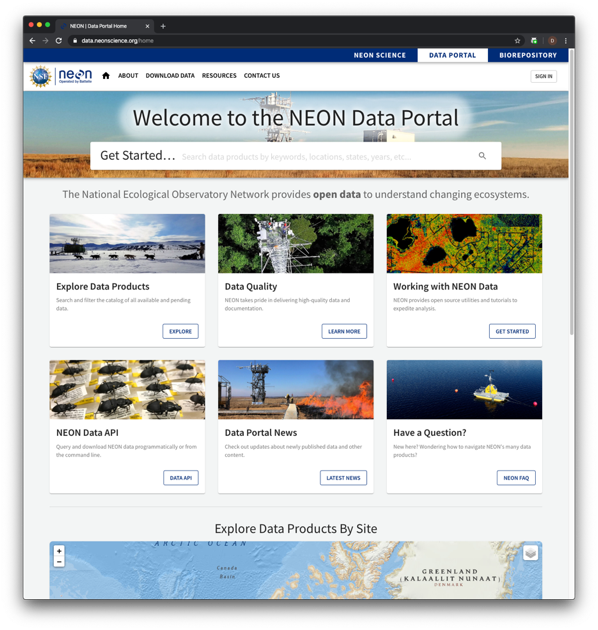 NEON | Data Portal Home
data.neonscience.org/home
D
NEON SCIENCE
DATA PORTAL
BIOREPOSITORY
NSF
neon
Operated by Battelle
ABOUT
DOWNLOAD DATA
RESOURCES
CONTACT US
SIGN IN
Welcome to the NEON Data Portal
Get Started... Search data products by keywords, locations, states, years, etc...
The National Ecological Observatory Network provides open data to understand changing ecosystems.
Explore Data Products
Search and filter the catalog of all available and pending
data.
EXPLORE
Data Quality
NEON takes pride in delivering high-quality data and
documentation.
LEARN MORE
Working with NEON Data
NEON provides open source utilities and tutorials to
expedite analysis.
GET STARTED
NEON Data API
Query and download NEON data programmatically or from
the command line.
DATA API
Data Portal News
Check out updates about newly published data and other
content.
LATEST NEWS
Have a Question?
New here? Wondering how to navigate NEON's many data
products?
NEON FAQ
Explore Data Products By Site
+
−
ARCTIC OCEAN
Canada
Basin
GREENLAND
(KALAALLIT NUNAAT)
DENMARK